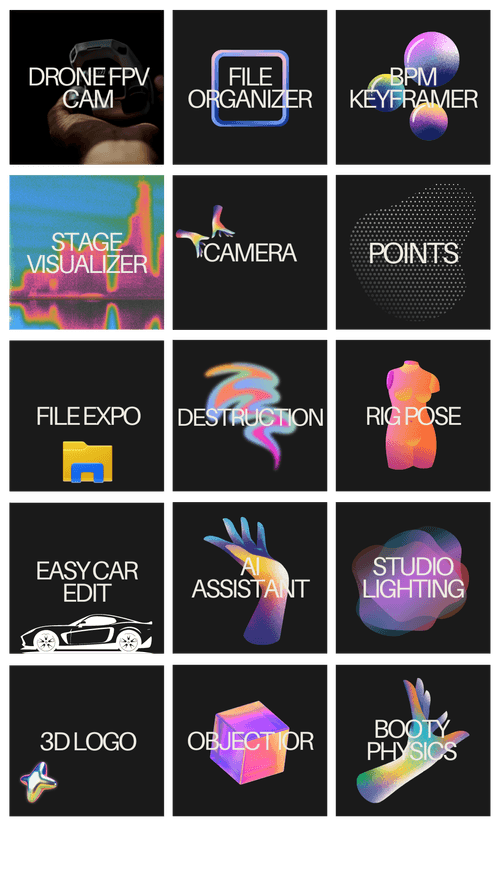 DRONE FPV
CAM
FILE
ORGANIZER
BPM
KEYFRAMER
STAGE
VISUALIZER
CAMERA
POINTS
FILE EXPO
DESTRUCTION
RIG POSE
EASY CAR
EDIT
AI
ASSISTANT
STUDIO
LIGHTING
3D LOGO
OBJECT IOR
BOOTY
PHYSICS